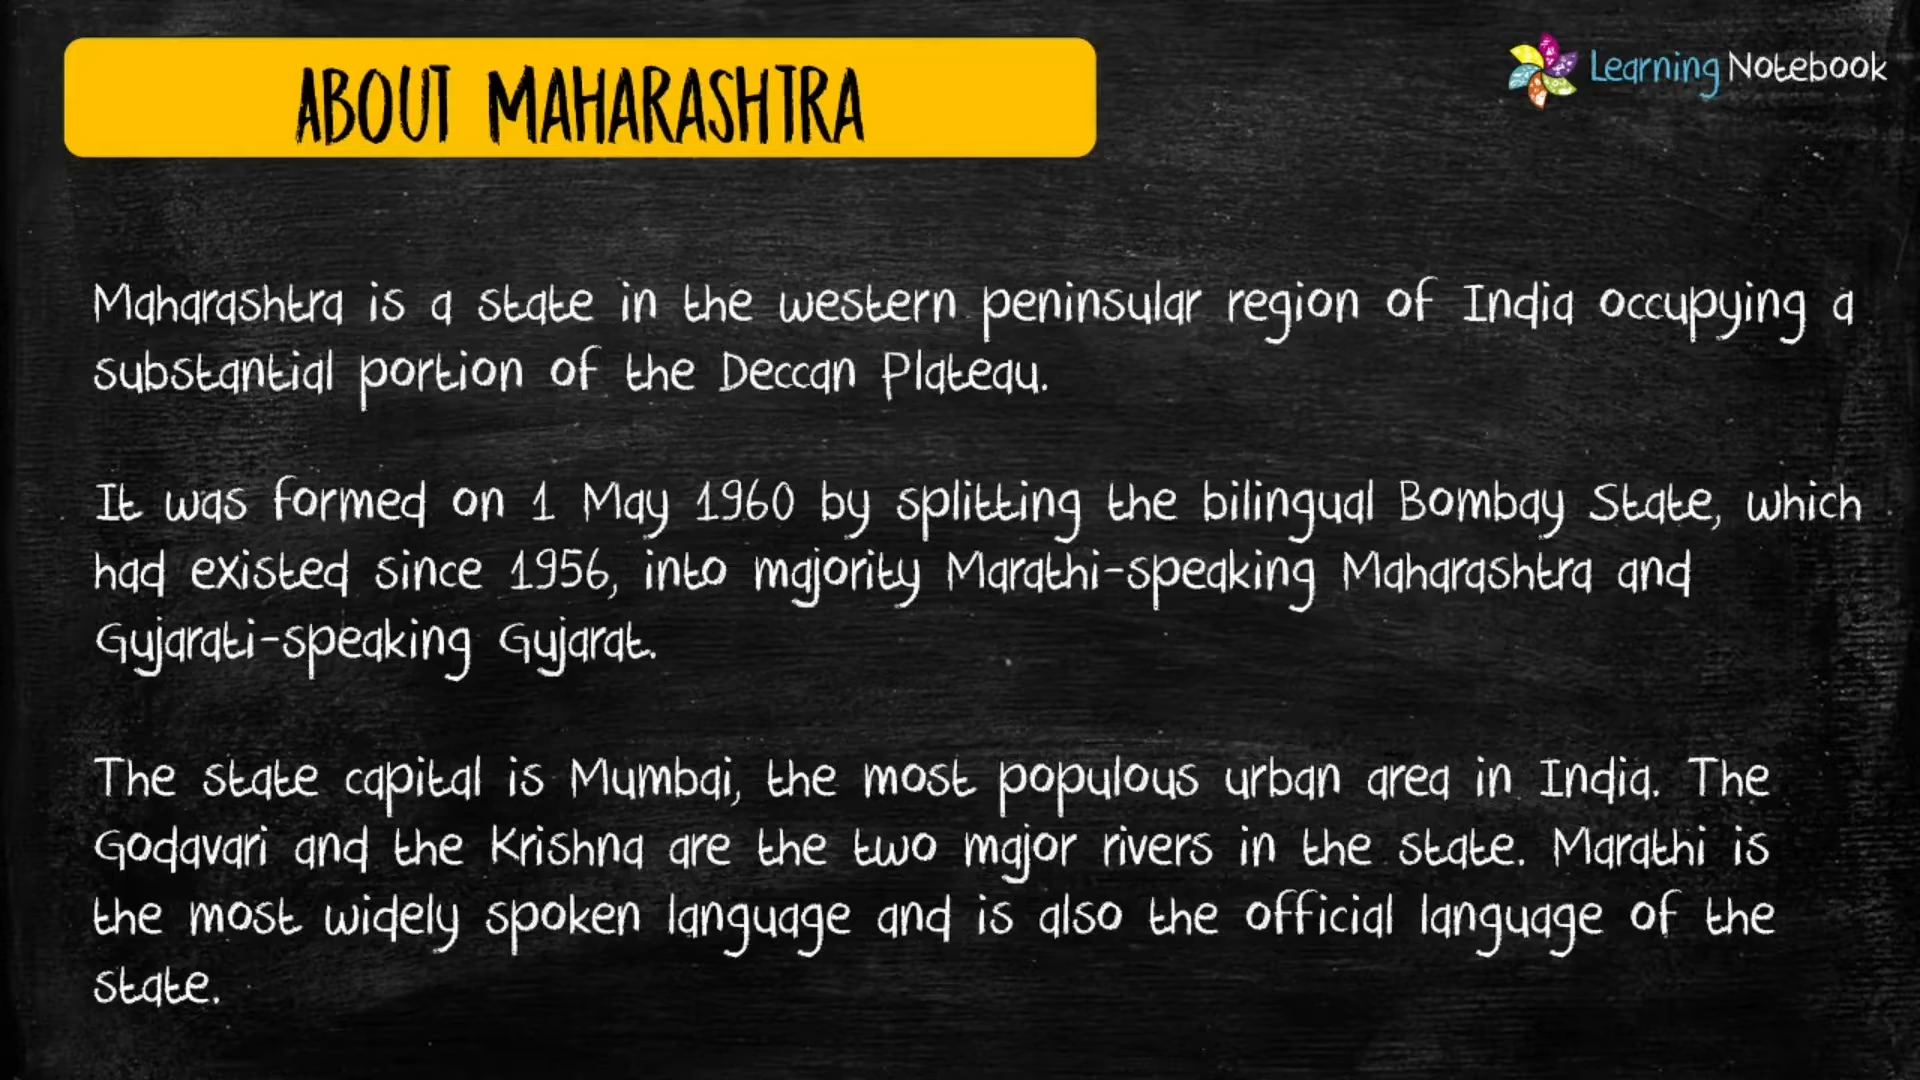 ABOUT MAHARASHTRA
Learning Notebook
Maharashtra is a state in the western peninsular region of India occupying a
substantial portion of the Deccan Plateau.
It was formed on 1 May 1960 by splitting the bilingual Bombay State, which
had existed since 1956, into majority Marathi-speaking Maharashtra and
Gujarati-speaking Gujarat.
The state capital is Mumbai, the most populous urban area in India. The
Godavari and the Krishna are the two major rivers in the state. Marathi is
the most widely spoken language and is also the official language of the
state.